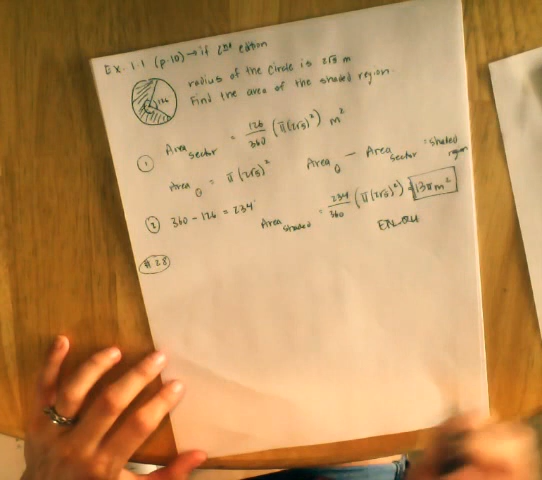 Ex. 1.1 (p.10) → if 2nd edition
radius of the circle is 2√5 m
Find the area of the shaded region.
126
① Area sector = 126/360 (π(2√5)²) m²
Area = π(2√5)²
Area - Area sector = shaded region
② 360 - 126 = 234°
Area shaded = 234/360 (π(2√5)²) = 13π m²
#28